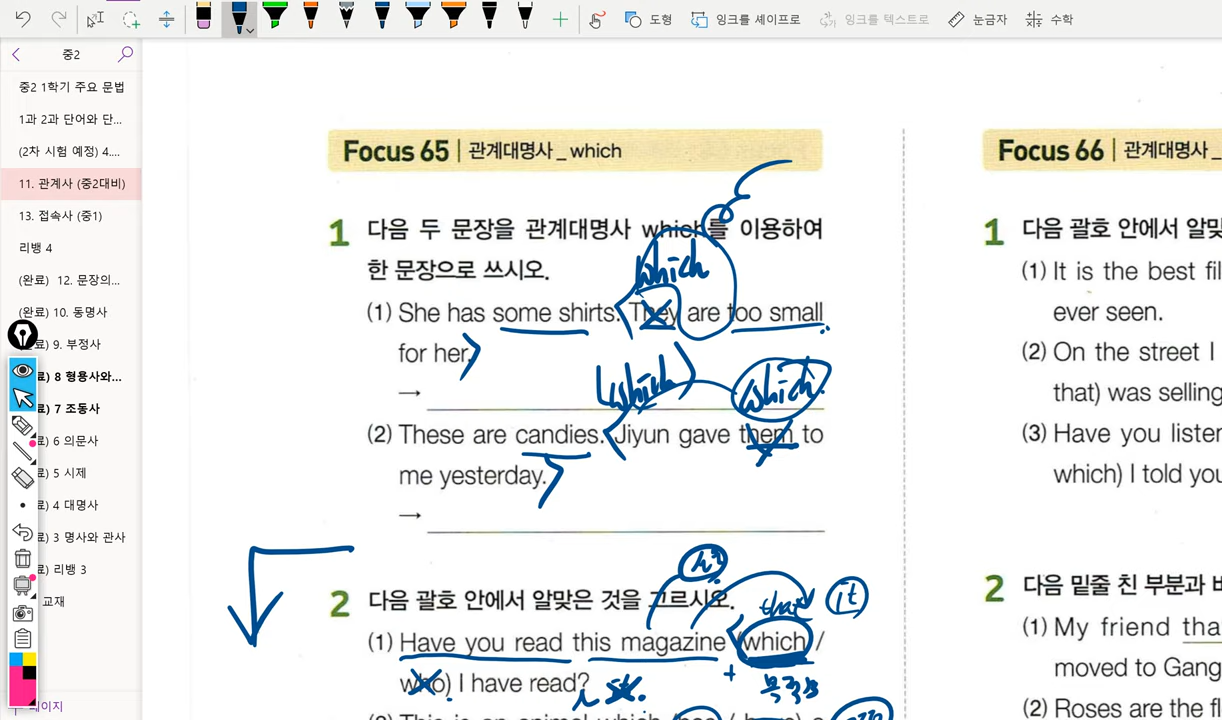 도형
잉크를 셰이프로
잉크를 텍스트로
눈금자
수학
중2
중2 1학기 주요 문법
1과 2과 단어와 단...
(2차 시험 예정) 4....
11. 관계사 (중2대비)
13. 접속사 (중1)
리뱅 4
(완료) 12. 문장의...
(완료) 10. 동명사
료) 9. 부정사
료) 8 형용사와...
료) 7 조동사
료) 6 의문사
료) 5 시제
료) 4 대명사
료) 3 명사와 관사
료) 리뱅 3
교재
페이지
Focus 65 | 관계대명사 _ which
1 다음 두 문장을 관계대명사 which를 이용하여
한 문장으로 쓰시오.
which
(1) She has some shirts. They are too small
for her.
which which
→
(2) These are candies. Jiyun gave them to
me yesterday.
→
2 다음 괄호 안에서 알맞은 것을 고르시오.
that it
(1) Have you read this magazine (which /
who) I have read?
+ 목적어
Focus 66 | 관계대명사 _
1 다음 괄호 안에서 알맞
(1) It is the best fil
ever seen.
(2) On the street I
that) was selling
(3) Have you listen
which) I told you
2 다음 밑줄 친 부분과 바
(1) My friend tha
moved to Gang
(2) Roses are the fl